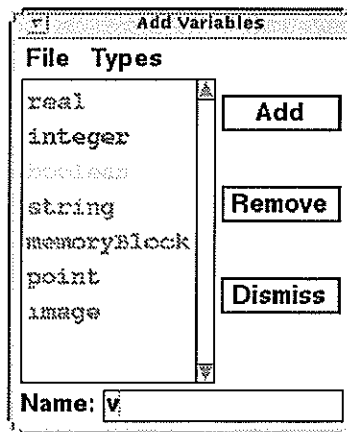 Add Variables
File Types
real
integer
boolean
string
memoryBlock
point
image
Add
Remove
Dismiss
Name: v